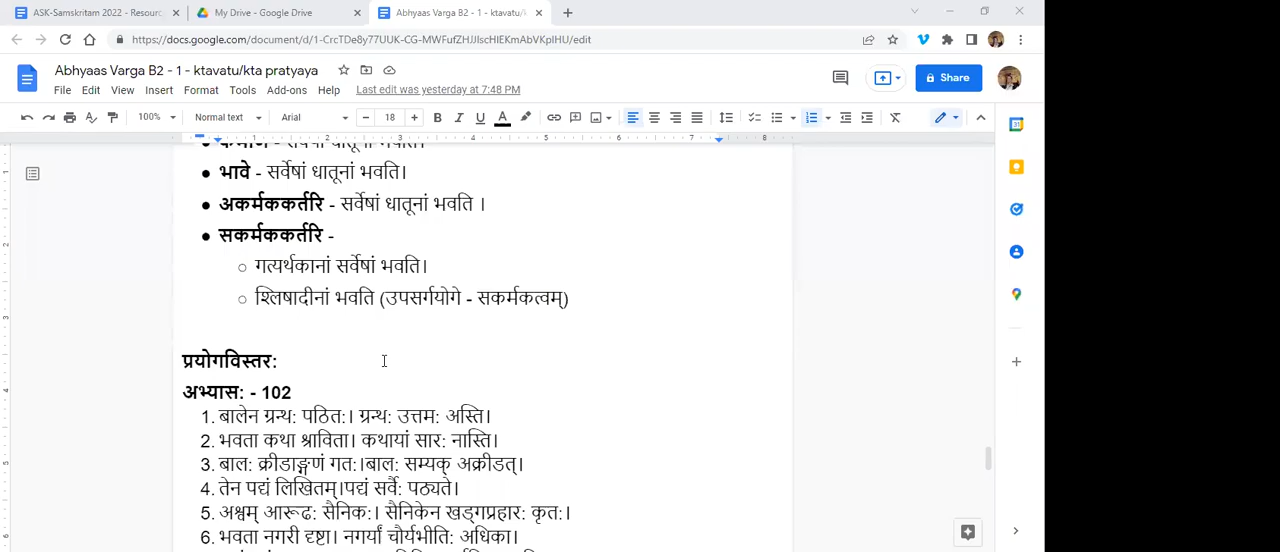 ASK-Samskritam 2022 - Resourc
My Drive - Google Drive
Abhyaas Varga B2 - 1 - ktavatu/k
https://docs.google.com/document/d/1-CrcTDe8y77UUK-CG-MWFufZHJJIscHIEKmAbVKpIHU/edit
Abhyaas Varga B2 - 1 - ktavatu/kta pratyaya
File Edit View Insert Format Tools Add-ons Help Last edit was yesterday at 7:48 PM
Share
100% Normal text Arial 18
भावे - सर्वेषां धातूनां भवति।
अकर्मककर्तरि - सर्वेषां धातूनां भवति ।
सकर्मककर्तरि -
गत्यर्थकानां सर्वेषां भवति।
श्लिषादीनां भवति (उपसर्गयोगे - सकर्मकत्वम्)
प्रयोगविस्तर:
अभ्यास: - 102
1. बालेन ग्रन्थ: पठित:। ग्रन्थ: उत्तम: अस्ति।
2. भवता कथा श्राविता। कथायां सार: नास्ति।
3. बाल: क्रीडाङ्गणं गत:।बाल: सम्यक् अक्रीडत्।
4. तेन पद्यं लिखितम्।पद्यं सर्वै: पठ्यते।
5. अश्वम् आरूढ: सैनिक:। सैनिकेन खड्गप्रहार: कृत:।
6. भवता नगरी दृष्टा। नगर्यां चौर्यभीति: अधिका।